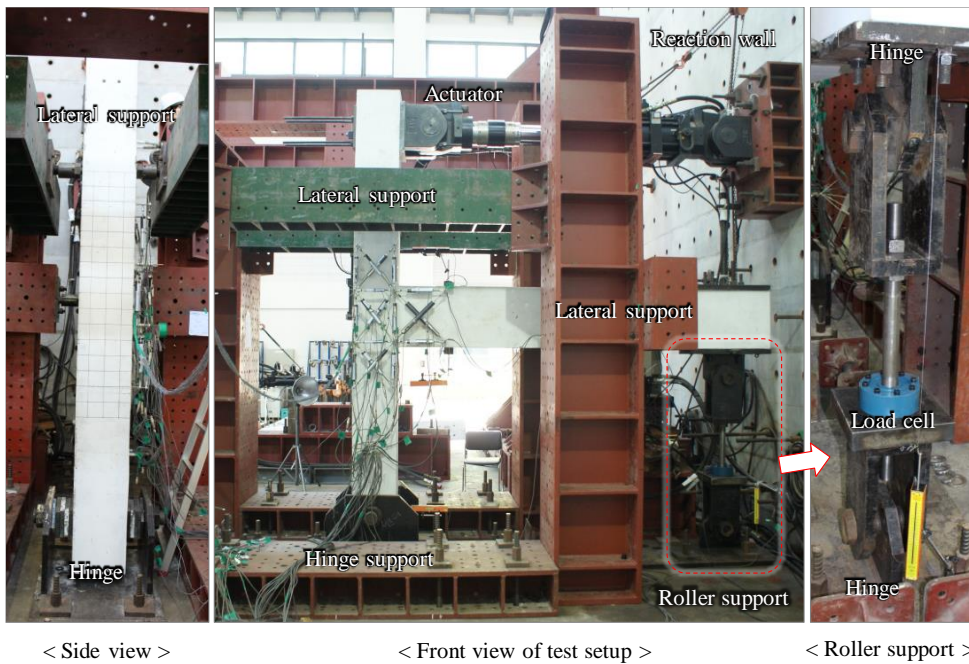 Lateral support
Hinge
Actuator
Reaction wall
Lateral support
Lateral support
Hinge support
Roller support
Hinge
Load cell
Hinge
< Side view >
< Front view of test setup >
< Roller support >